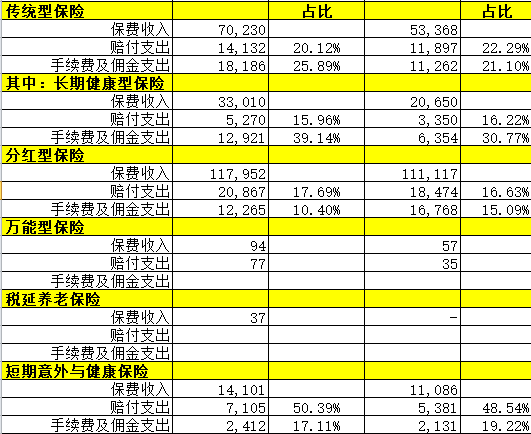 传统型保险 占比 占比
保费收入 70,230 53,368
赔付支出 14,132 20.12% 11,897 22.29%
手续费及佣金支出 18,186 25.89% 11,262 21.10%
其中：长期健康型保险
保费收入 33,010 20,650
赔付支出 5,270 15.96% 3,350 16.22%
手续费及佣金支出 12,921 39.14% 6,354 30.77%
分红型保险
保费收入 117,952 111,117
赔付支出 20,867 17.69% 18,474 16.63%
手续费及佣金支出 12,265 10.40% 16,768 15.09%
万能型保险
保费收入 94 57
赔付支出 77 35
手续费及佣金支出
税延养老保险
保费收入 37 -
赔付支出
手续费及佣金支出
短期意外与健康保险
保费收入 14,101 11,086
赔付支出 7,105 50.39% 5,381 48.54%
手续费及佣金支出 2,412 17.11% 2,131 19.22%